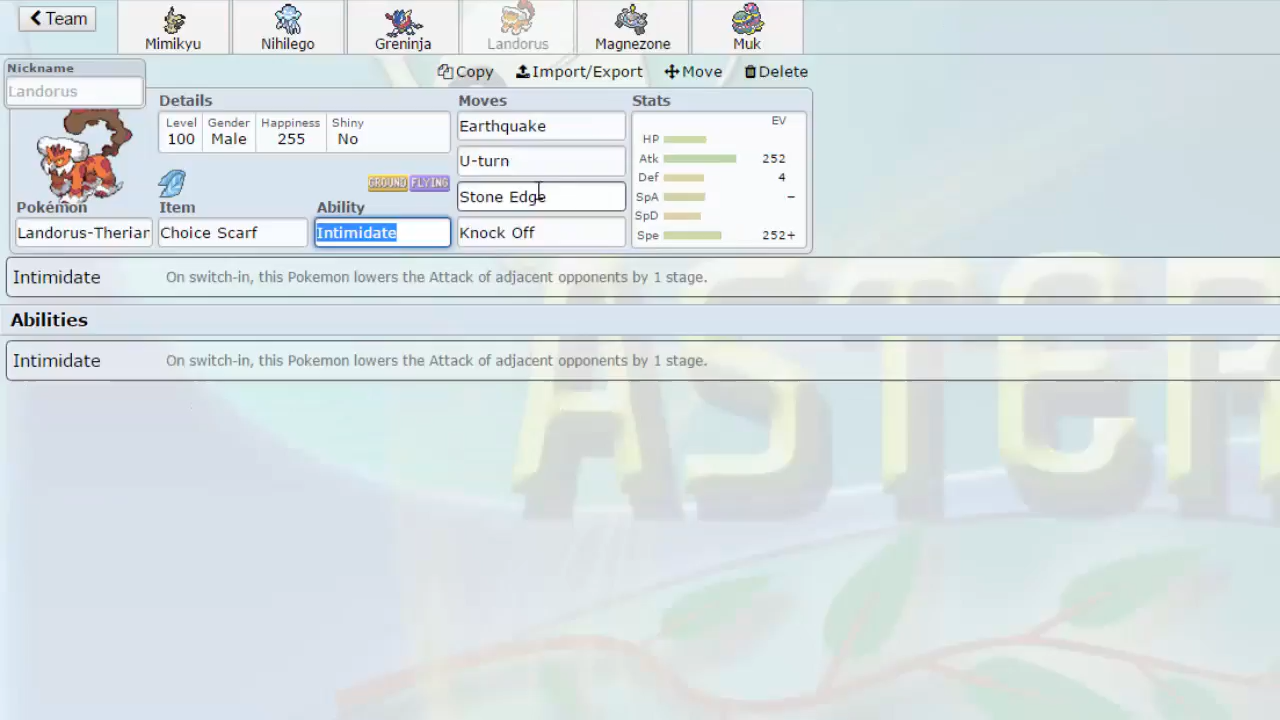 Team
Mimikyu
Nihilego
Greninja
Landorus
Magnezone
Muk
Nickname
Landorus
Copy
Import/Export
Move
Delete
Details
Level
100
Gender
Male
Happiness
255
Shiny
No
GROUND FLYING
Pokémon
Landorus-Therian
Item
Choice Scarf
Ability
Intimidate
Moves
Earthquake
U-turn
Stone Edge
Knock Off
Stats
EV
HP
Atk 252
Def 4
SpA –
SpD
Spe 252+
Intimidate On switch-in, this Pokemon lowers the Attack of adjacent opponents by 1 stage.
Abilities
Intimidate On switch-in, this Pokemon lowers the Attack of adjacent opponents by 1 stage.